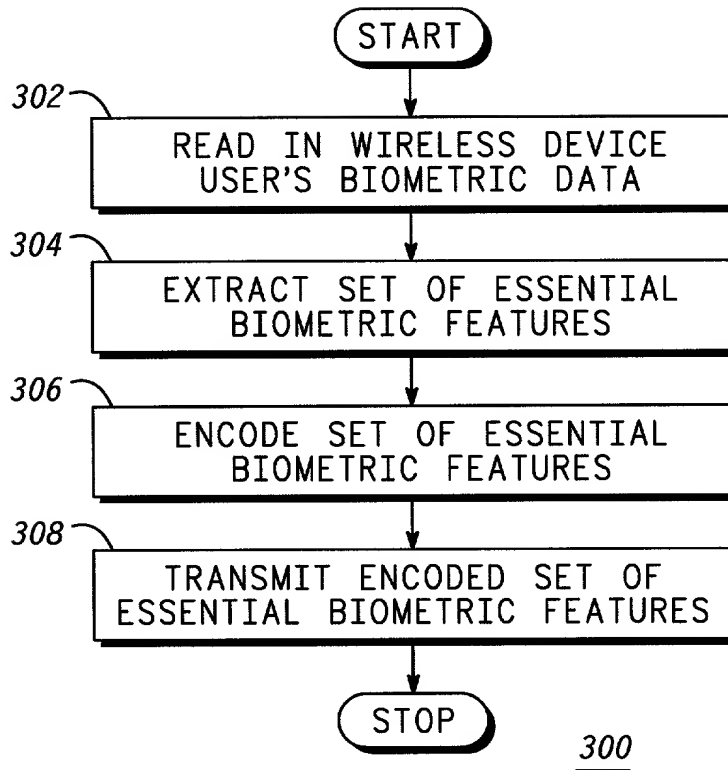 START
302
READ IN WIRELESS DEVICE
USER'S BIOMETRIC DATA
304
EXTRACT SET OF ESSENTIAL
BIOMETRIC FEATURES
306
ENCODE SET OF ESSENTIAL
BIOMETRIC FEATURES
308
TRANSMIT ENCODED SET OF
ESSENTIAL BIOMETRIC FEATURES
STOP
300